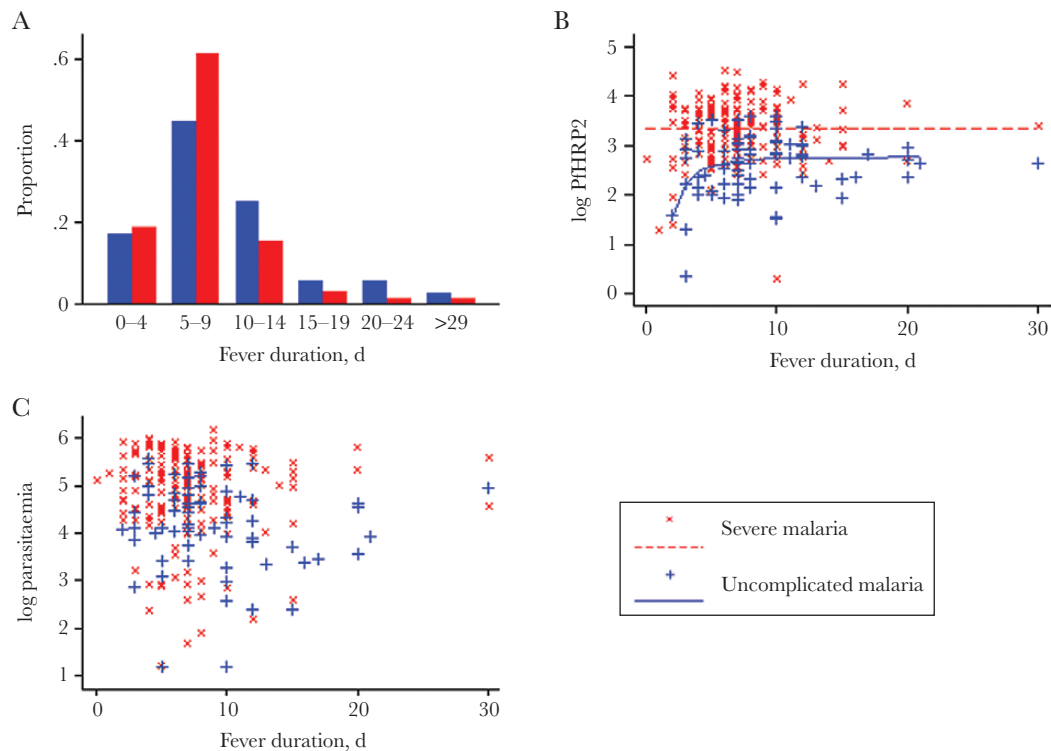 A
Proportion
.6
.4
.2
0
0–4 5–9 10–14 15–19 20–24 >29
Fever duration, d
B
log PfHRP2
5
4
3
2
1
0
0 10 20 30
Fever duration, d
C
log parasitaemia
6
5
4
3
2
1
0 10 20 30
Fever duration, d
Severe malaria
Uncomplicated malaria